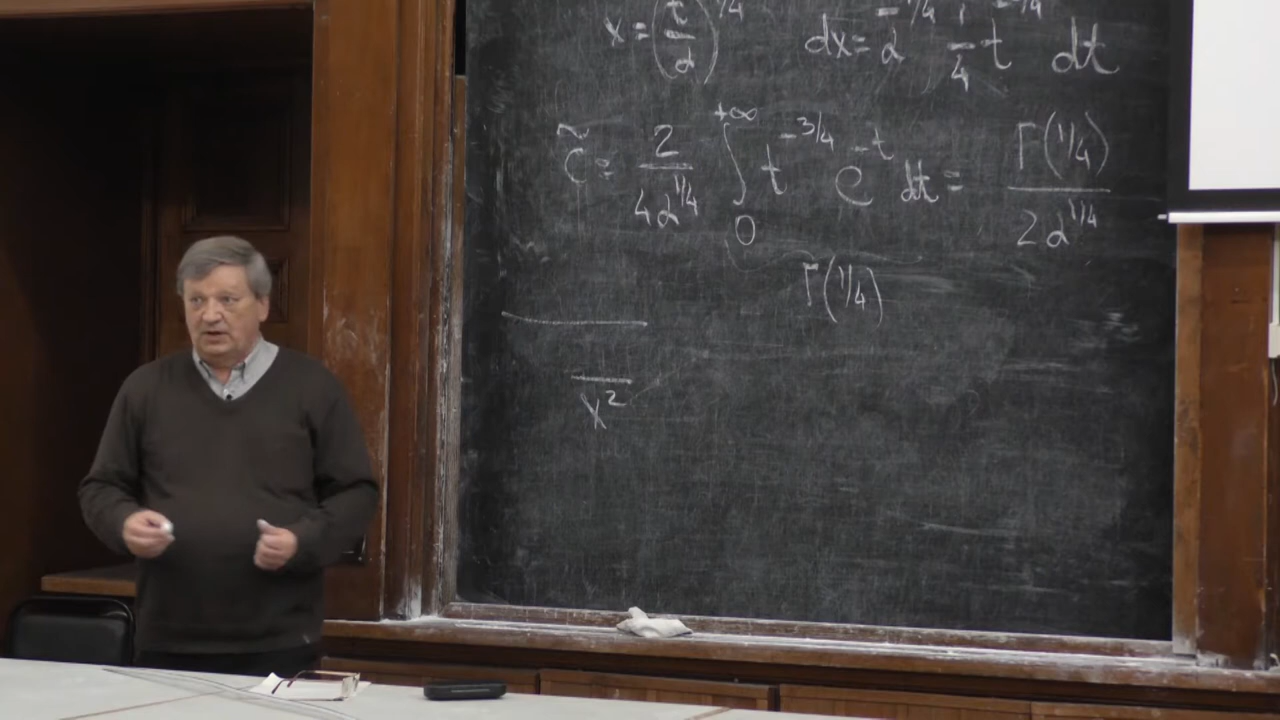 x = (t/α)^{1/4} dx = α^{-1/4} 1/4 t^{-3/4} dt
C̃ = 2/(4α^{1/4}) ∫_0^{+∞} t^{-3/4} e^{-t} dt = Γ(1/4)/(2α^{1/4})
Γ(1/4)
x²